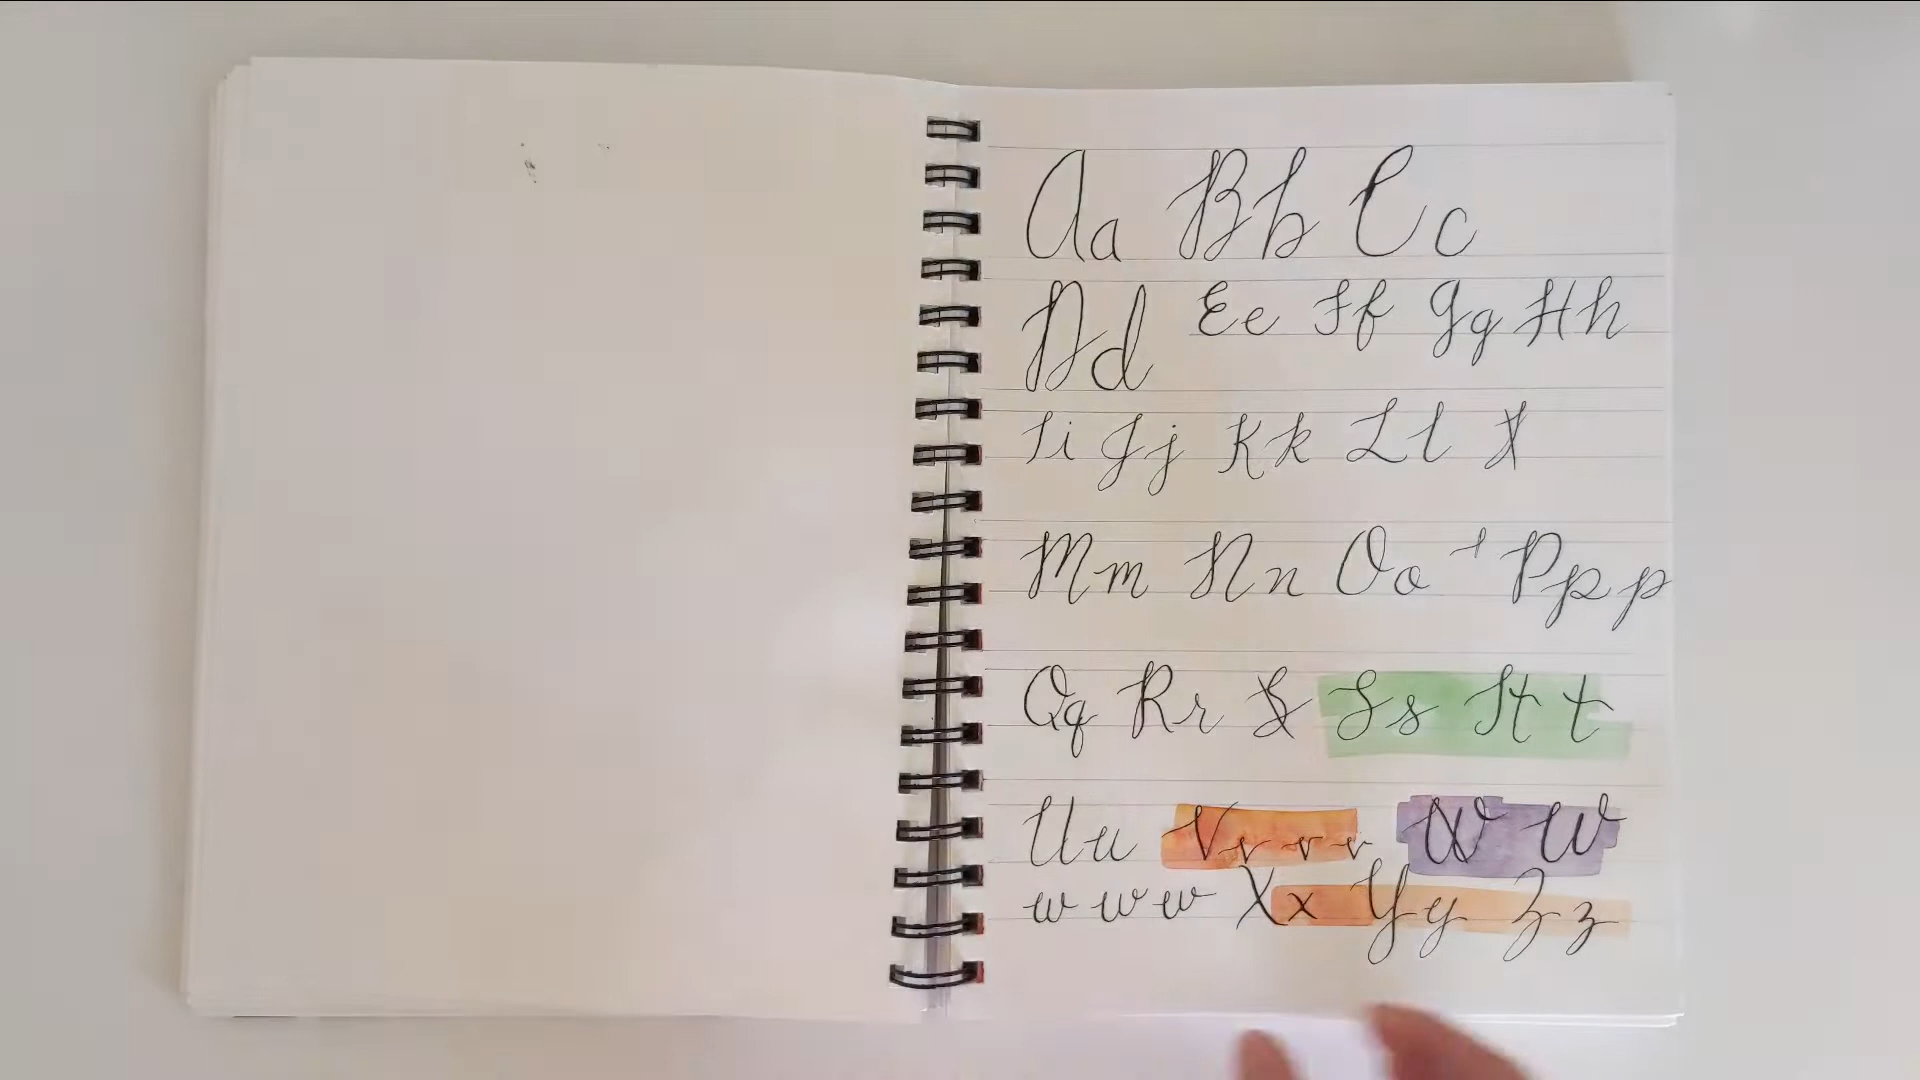 Aa Bb Cc
Dd Ee Ff Gg Hh
Ii Jj Kk Ll
Mm Nn Oo Pp p
Qq Rr S Ss Tt t
Uu Vv v v W W
w w w Xx Yy Zz